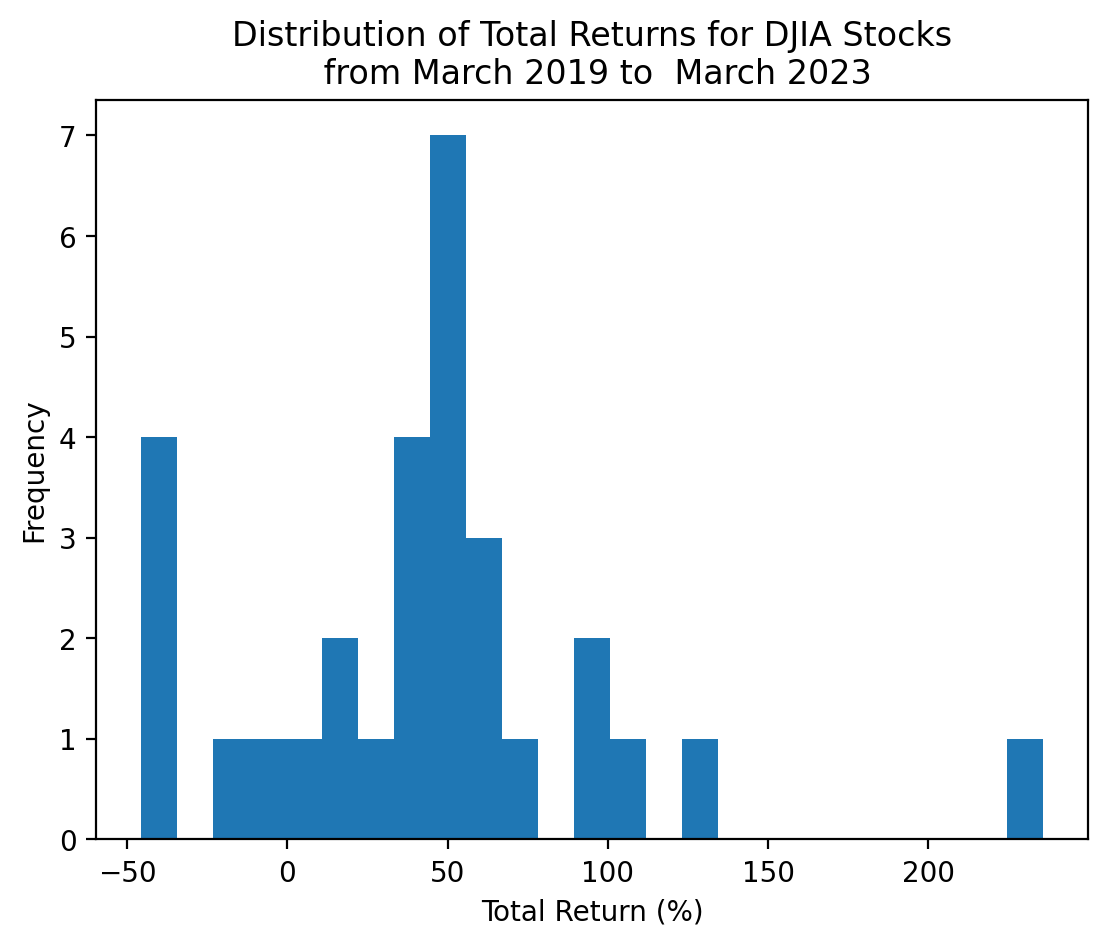 Distribution of Total Returns for DJIA Stocks
from March 2019 to  March 2023
7
6
5
4
3
2
1
0
Frequency
−50 0 50 100 150 200
Total Return (%)